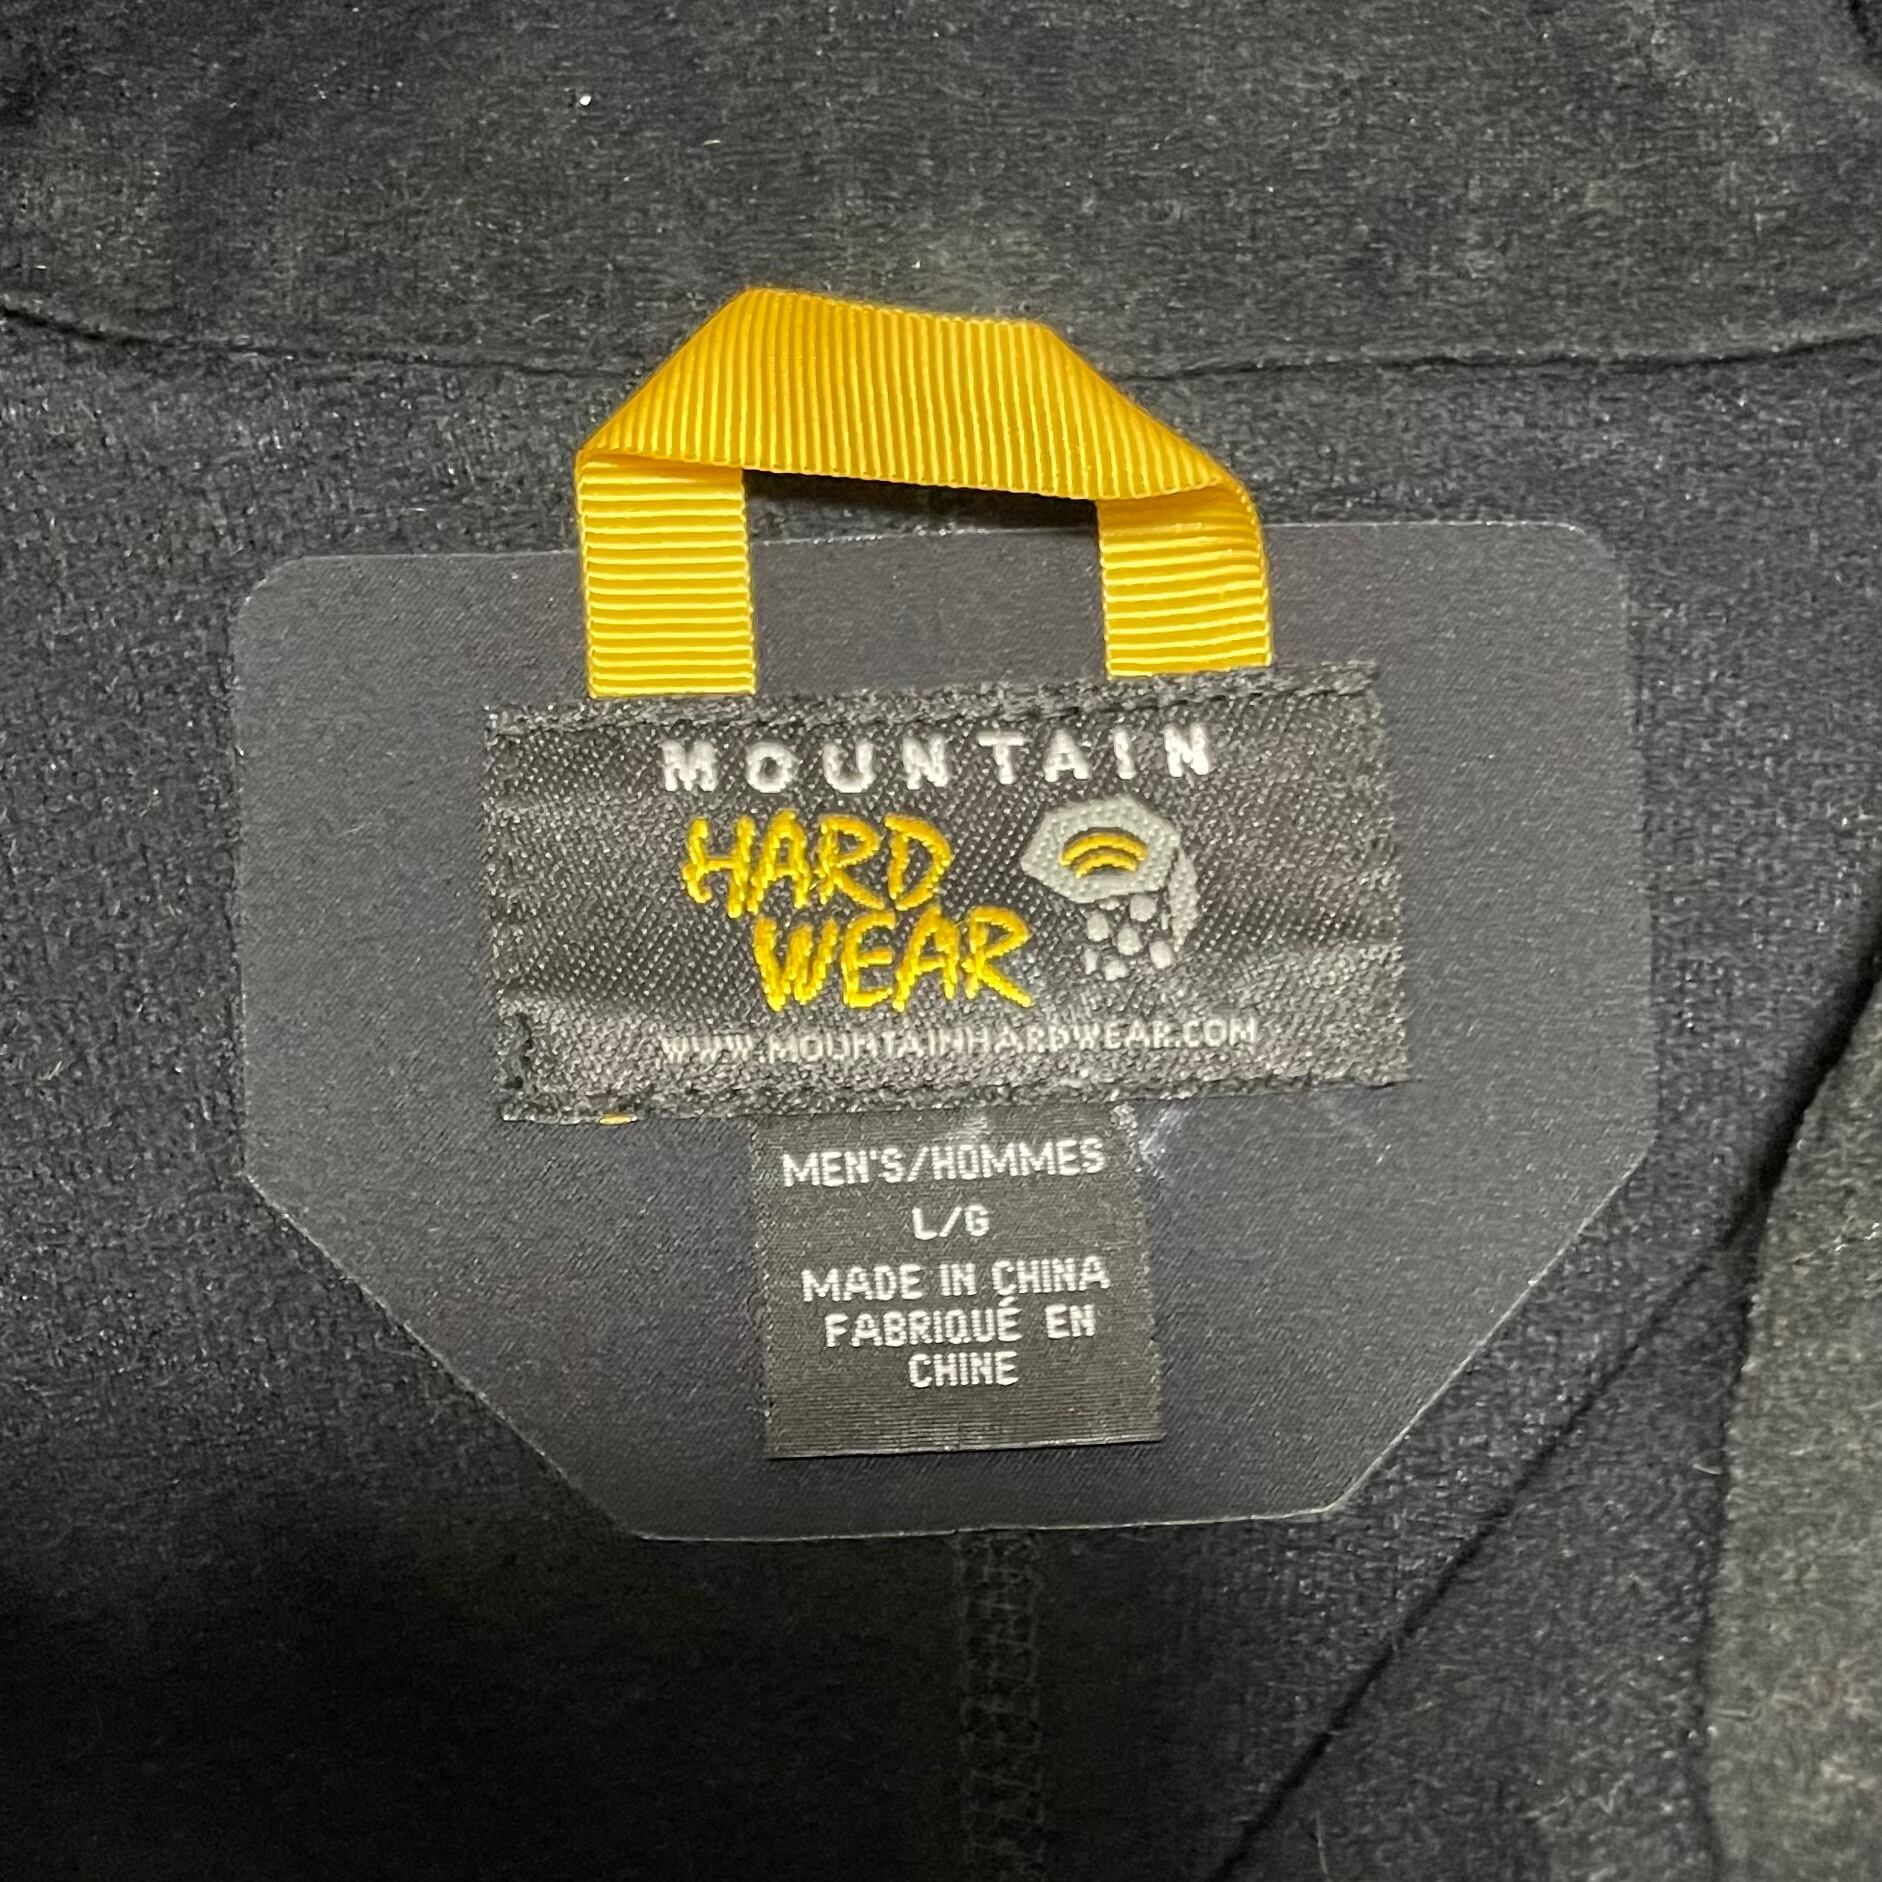 MOUNTAIN
HARD
WEAR
WWW.MOUNTAINHARDWEAR.COM
MEN'S/HOMMES
L/G
MADE IN CHINA
FABRIQUÉ EN
CHINE